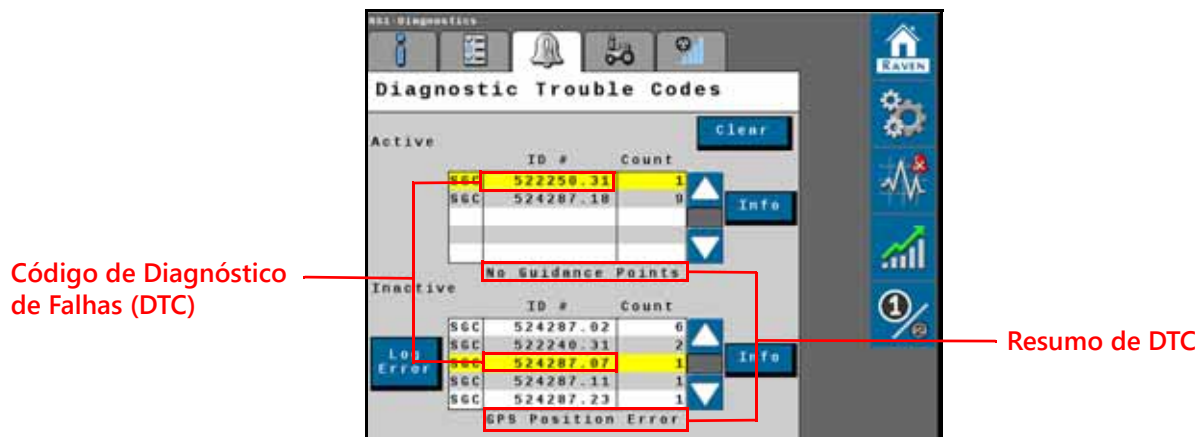 RS1 Diagnostics
Diagnostic Trouble Codes
Clear
Active
ID # Count
SGC 522250.31 1
SGC 524287.18 9
Info
No Guidance Points
Inactive
ID # Count
SGC 524287.02 6
SGC 522240.31 2
SGC 524287.07 1
SGC 524287.11 1
SGC 524287.23 1
Log
Error
Info
GPS Position Error
RAVEN
1/2
Código de Diagnóstico
de Falhas (DTC)
Resumo de DTC